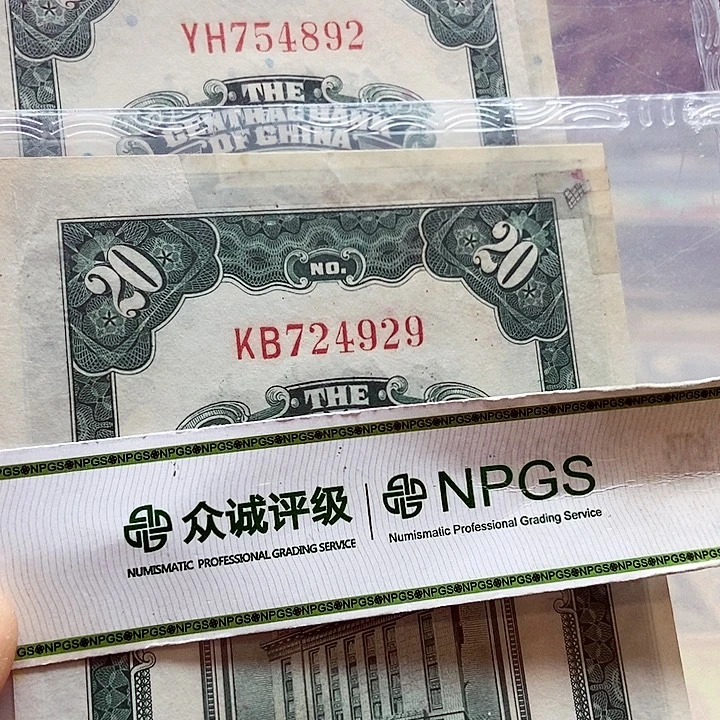 YH754892
THE
CENTRAL BANK
OF CHINA
20
NO.
20
KB724929
THE
众诚评级
NUMISMATIC PROFESSIONAL GRADING SERVICE
NPGS
Numismatic Professional Grading Service